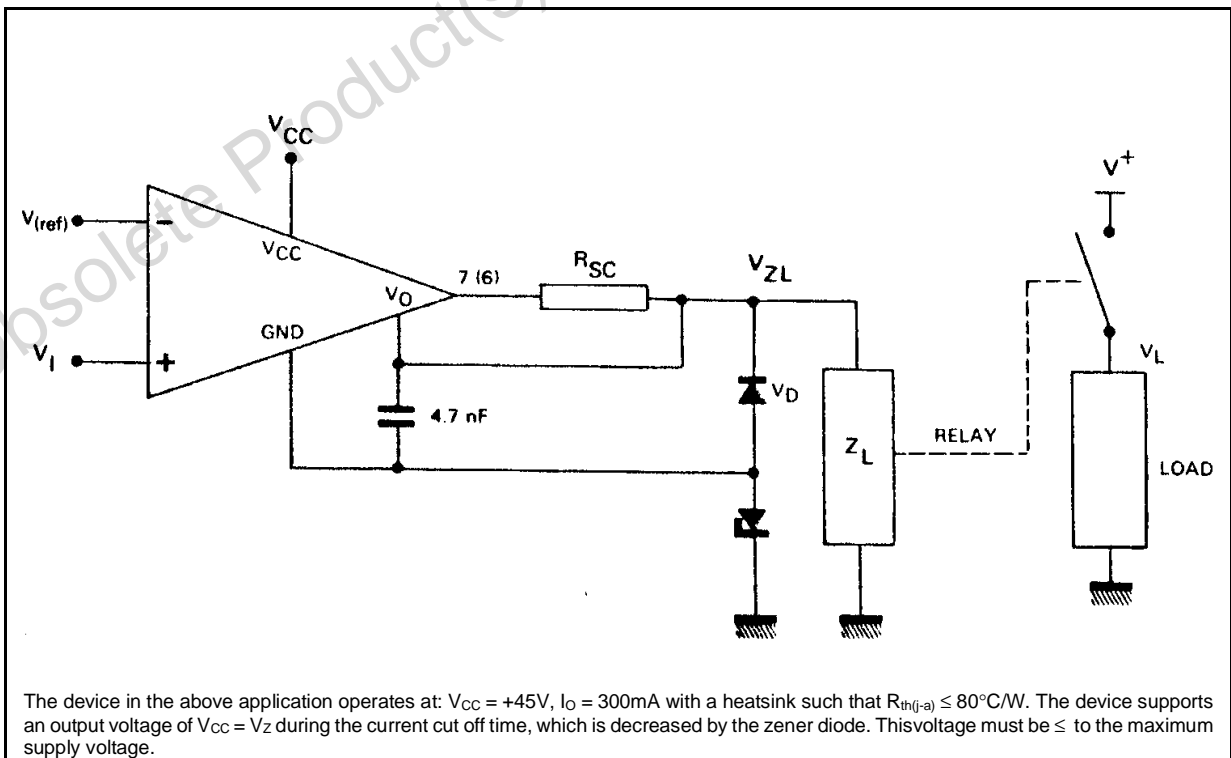 Obsolete Product(s)
VCC
V+
V(ref)
-
VCC
7 (6)
RSC
VZL
VO
GND
VI
+
VD
VL
4.7 nF
ZL
RELAY
LOAD
The device in the above application operates at: VCC = +45V, IO = 300mA with a heatsink such that Rth(j-a) ≤ 80°C/W. The device supports
an output voltage of VCC = VZ during the current cut off time, which is decreased by the zener diode. Thisvoltage must be ≤ to the maximum
supply voltage.